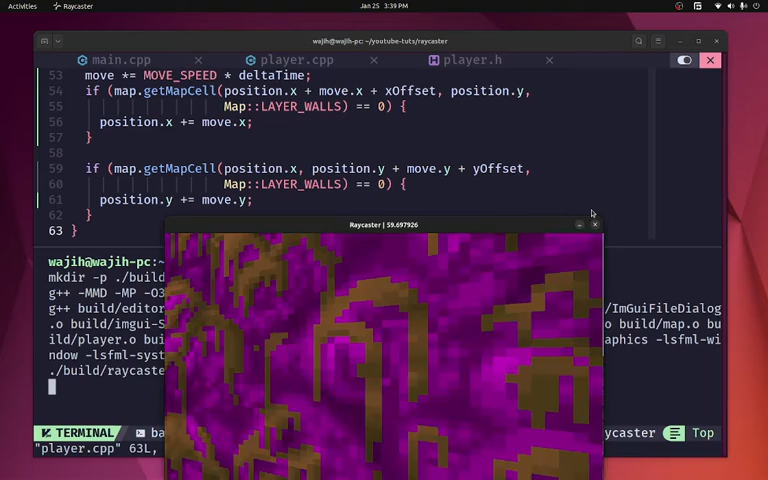 Activities
Raycaster
Jan 25 3:39 PM
wajih@wajih-pc: ~/youtube-tuts/raycaster
main.cpp
player.cpp
player.h
53 move *= MOVE_SPEED * deltaTime;
54 if (map.getMapCell(position.x + move.x + xOffset, position.y,
55 Map::LAYER_WALLS) == 0) {
56 position.x += move.x;
57 }
58
59 if (map.getMapCell(position.x, position.y + move.y + yOffset,
60 Map::LAYER_WALLS) == 0) {
61 position.y += move.y;
62 }
63 }
Raycaster | 59.697926
wajih@wajih-pc:~
mkdir -p ./build
g++ -MMD -MP -O3
g++ build/editor /ImGuiFileDialog
.o build/imgui-S .o build/map.o bu
ild/player.o bui aphics -lsfml-wi
ndow -lsfml-syst
./build/raycaste
TERMINAL ba ycaster Top
"player.cpp" 63L,